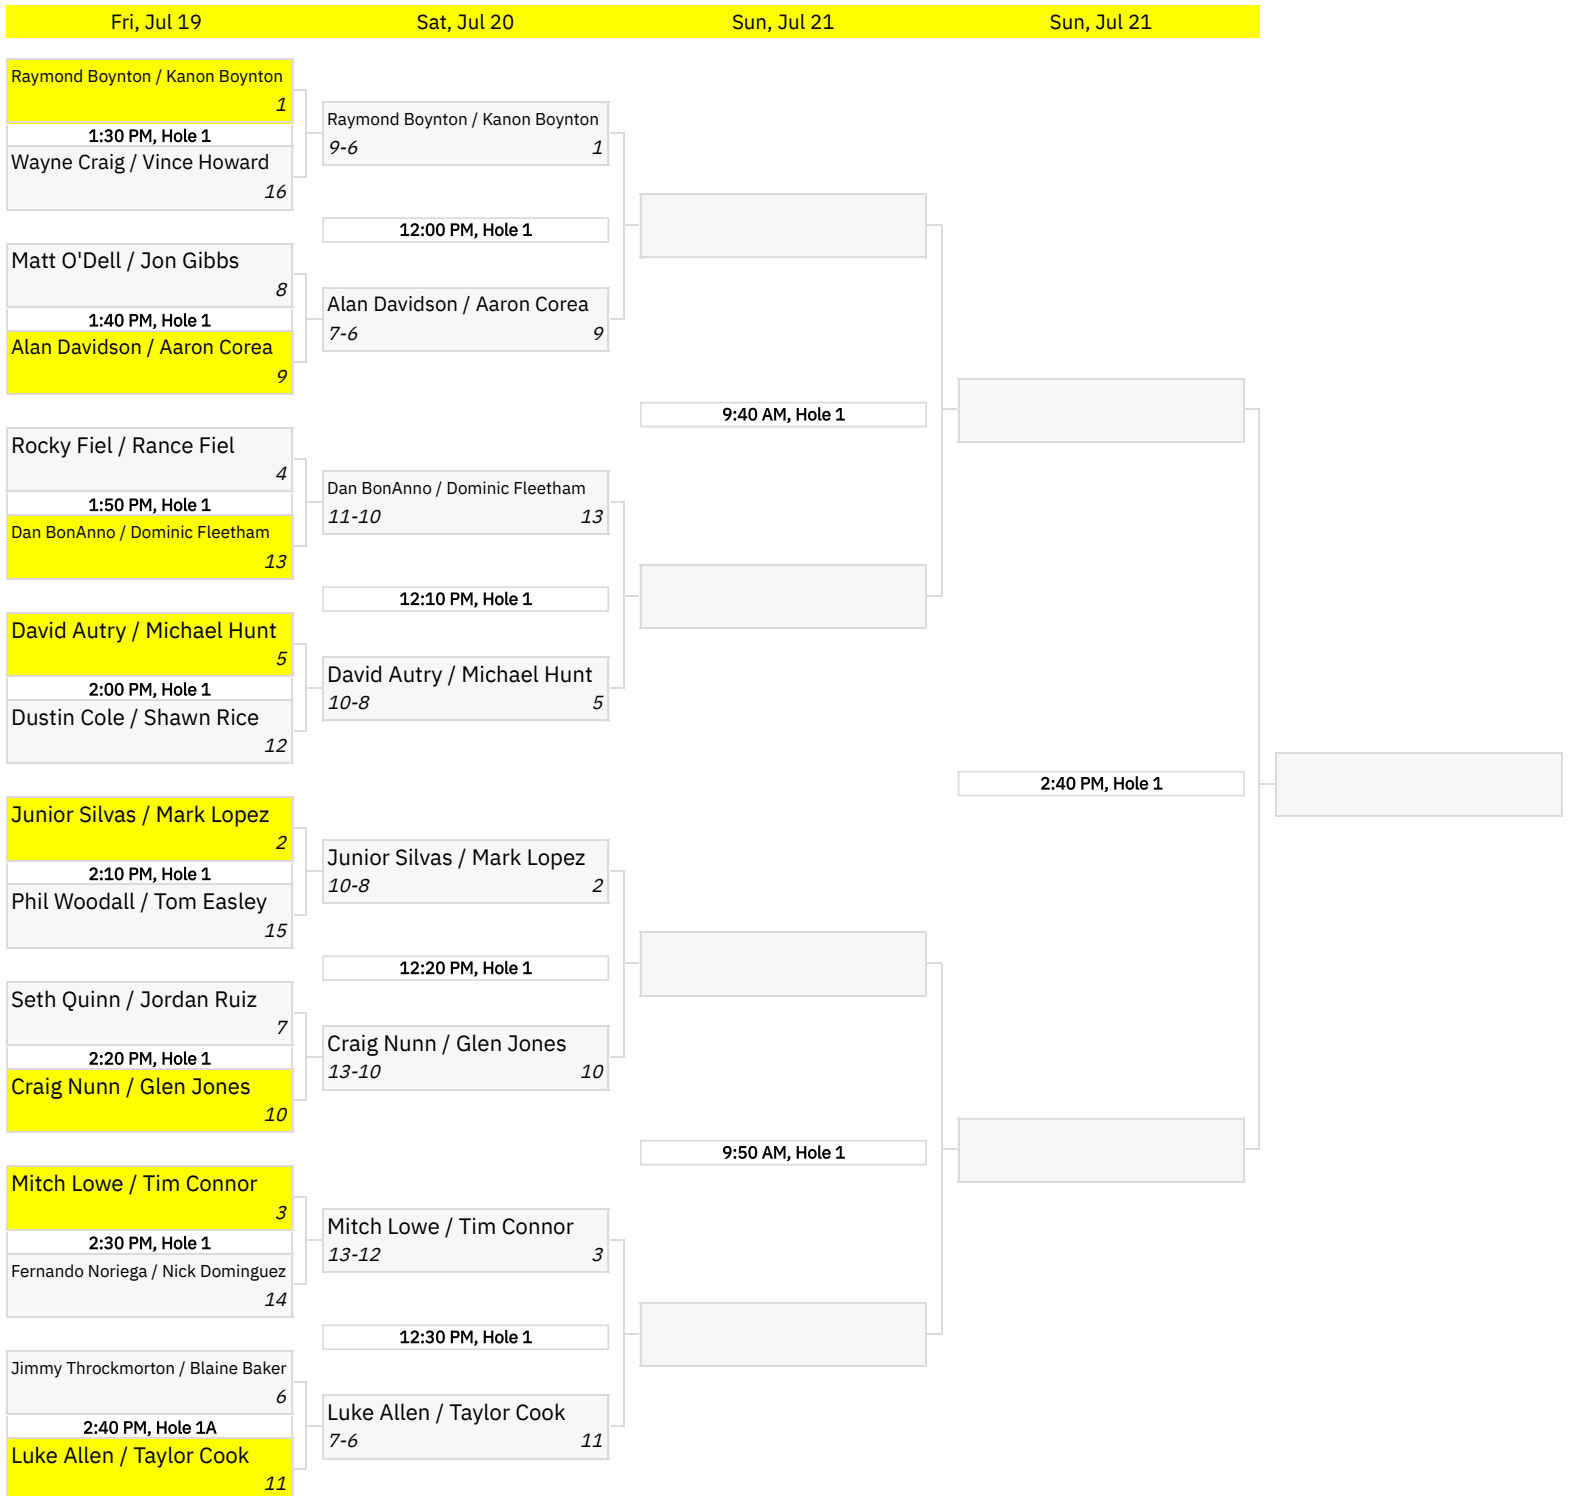 Fri, Jul 19
Sat, Jul 20
Sun, Jul 21
Sun, Jul 21
Raymond Boynton / Kanon Boynton
1
1:30 PM, Hole 1
Wayne Craig / Vince Howard
16
Matt O'Dell / Jon Gibbs
8
1:40 PM, Hole 1
Alan Davidson / Aaron Corea
9
Rocky Fiel / Rance Fiel
4
1:50 PM, Hole 1
Dan BonAnno / Dominic Fleetham
13
David Autry / Michael Hunt
5
2:00 PM, Hole 1
Dustin Cole / Shawn Rice
12
Junior Silvas / Mark Lopez
2
2:10 PM, Hole 1
Phil Woodall / Tom Easley
15
Seth Quinn / Jordan Ruiz
7
2:20 PM, Hole 1
Craig Nunn / Glen Jones
10
Mitch Lowe / Tim Connor
3
2:30 PM, Hole 1
Fernando Noriega / Nick Dominguez
14
Jimmy Throckmorton / Blaine Baker
6
2:40 PM, Hole 1A
Luke Allen / Taylor Cook
11
Raymond Boynton / Kanon Boynton
9-6 1
12:00 PM, Hole 1
Alan Davidson / Aaron Corea
7-6 9
Dan BonAnno / Dominic Fleetham
11-10 13
12:10 PM, Hole 1
David Autry / Michael Hunt
10-8 5
Junior Silvas / Mark Lopez
10-8 2
12:20 PM, Hole 1
Craig Nunn / Glen Jones
13-10 10
Mitch Lowe / Tim Connor
13-12 3
12:30 PM, Hole 1
Luke Allen / Taylor Cook
7-6 11
9:40 AM, Hole 1
9:50 AM, Hole 1
2:40 PM, Hole 1